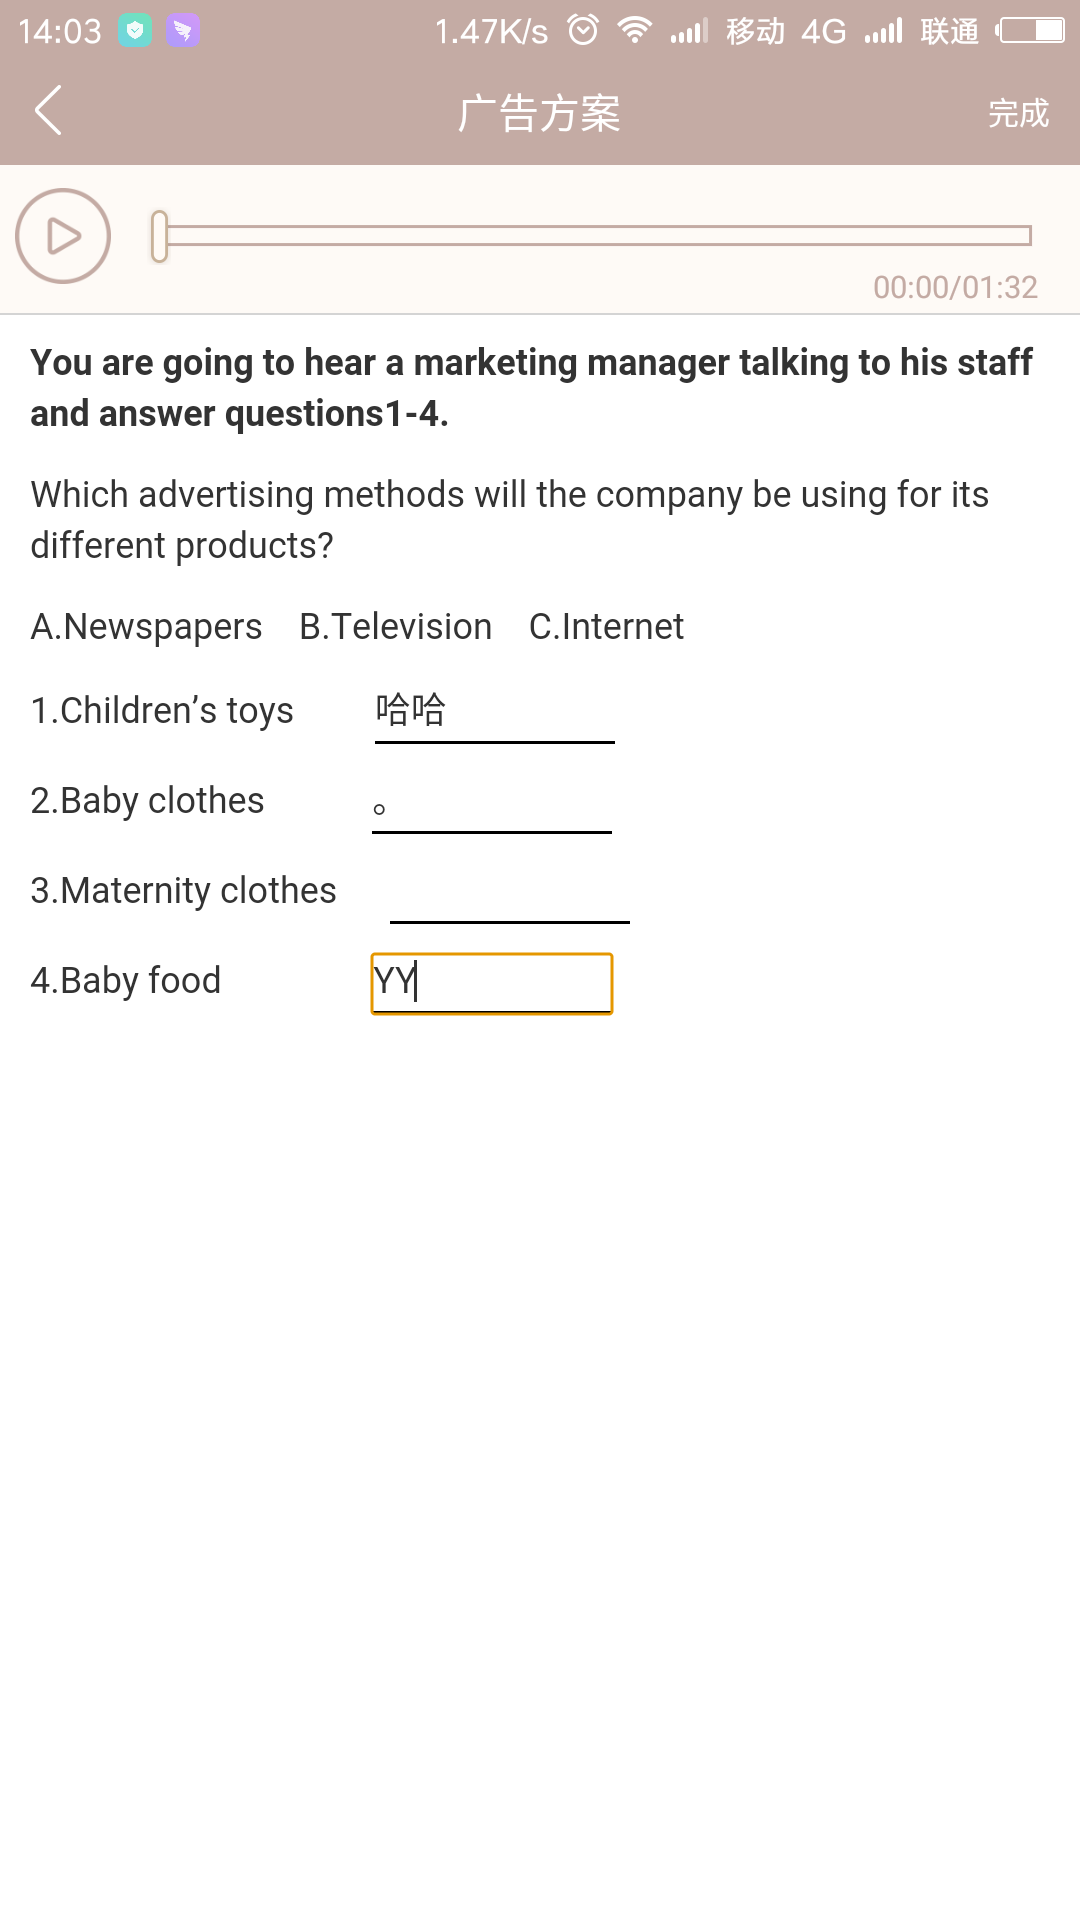 14:03 1.47K/s 移动 4G 联通
广告方案 完成
00:00/01:32
You are going to hear a marketing manager talking to his staff
and answer questions1-4.
Which advertising methods will the company be using for its
different products?
A.Newspapers B.Television C.Internet
1.Children’s toys 哈哈
2.Baby clothes 。
3.Maternity clothes
4.Baby food YY